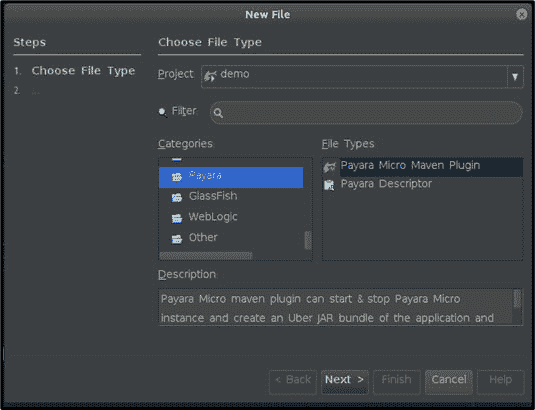 New File
Steps
1. Choose File Type
2. ...
Choose File Type
Project: demo
Filter:
Categories:
Payara
GlassFish
WebLogic
Other
File Types:
Payara Micro Maven Plugin
Payara Descriptor
Description:
Payara Micro maven plugin can start & stop Payara Micro
instance and create an Uber JAR bundle of the application and
< Back Next > Finish Cancel Help